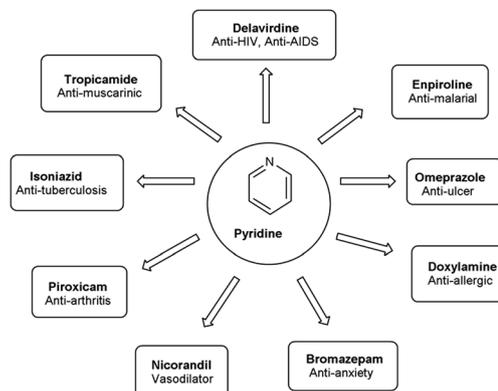 Delavirdine
Anti-HIV, Anti-AIDS
Tropicamide
Anti-muscarinic
Enpiroline
Anti-malarial
Isoniazid
Anti-tuberculosis
N
Pyridine
Omeprazole
Anti-ulcer
Doxylamine
Anti-allergic
Piroxicam
Anti-arthritis
Nicorandil
Vasodilator
Bromazepam
Anti-anxiety